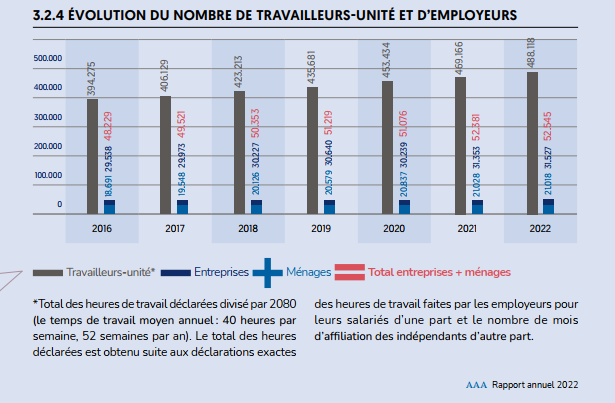 3.2.4 ÉVOLUTION DU NOMBRE DE TRAVAILLEURS-UNITÉ ET D'EMPLOYEURS
500.000
400.000
300.000
200.000
100.000
0
394.275
18.691 29.538 48.229
406.129
19.548 29.973 49.521
423.213
20.126 30.227 50.353
435.681
20.579 30.640 51.219
453.434
20.837 30.239 51.076
469.166
21.028 31.353 52.381
488.118
21.018 31.527 52.545
2016 2017 2018 2019 2020 2021 2022
Travailleurs-unité* Entreprises Ménages Total entreprises + ménages
*Total des heures de travail déclarées divisé par 2080
(le temps de travail moyen annuel : 40 heures par
semaine, 52 semaines par an). Le total des heures
déclarées est obtenu suite aux déclarations exactes
des heures de travail faites par les employeurs pour
leurs salariés d'une part et le nombre de mois
d'affiliation des indépendants d'autre part.
AAA Rapport annuel 2022